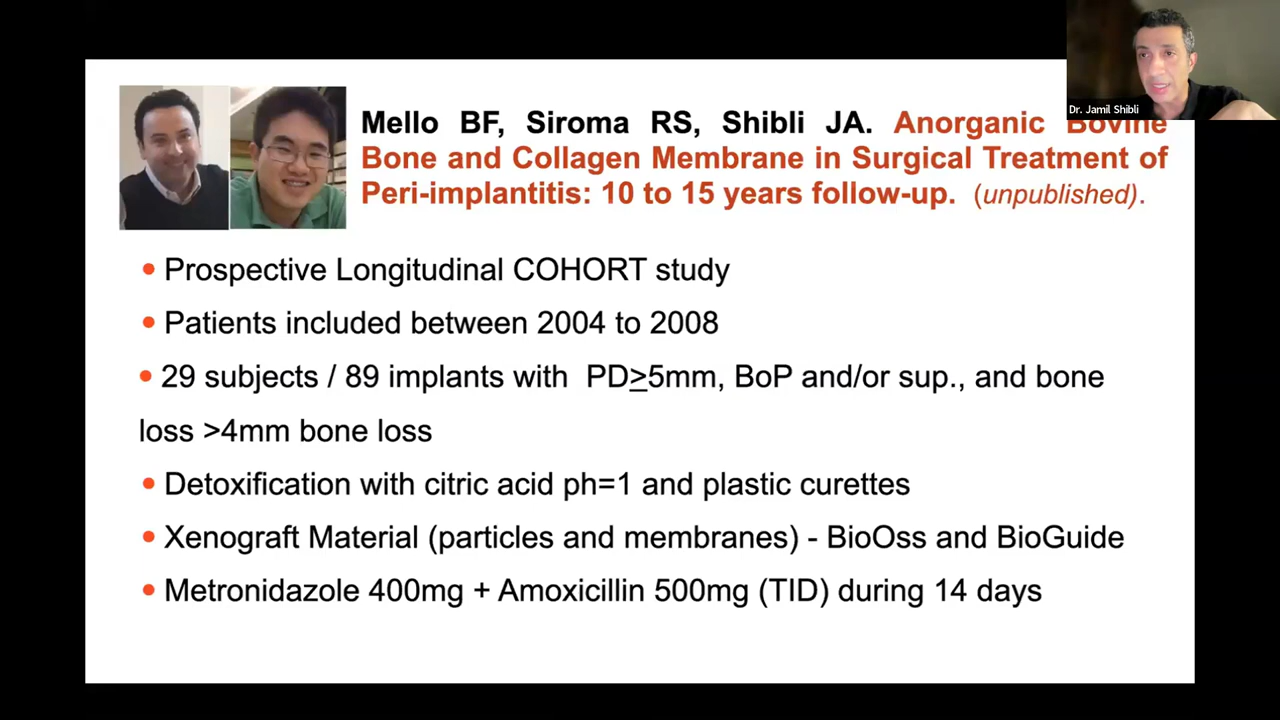 Dr. Jamil Shibli
Mello BF, Siroma RS, Shibli JA. Anorganic Bovine
Bone and Collagen Membrane in Surgical Treatment of
Peri-implantitis: 10 to 15 years follow-up. (unpublished).
• Prospective Longitudinal COHORT study
• Patients included between 2004 to 2008
• 29 subjects / 89 implants with PD≥5mm, BoP and/or sup., and bone
loss >4mm bone loss
• Detoxification with citric acid ph=1 and plastic curettes
• Xenograft Material (particles and membranes) - BioOss and BioGuide
• Metronidazole 400mg + Amoxicillin 500mg (TID) during 14 days